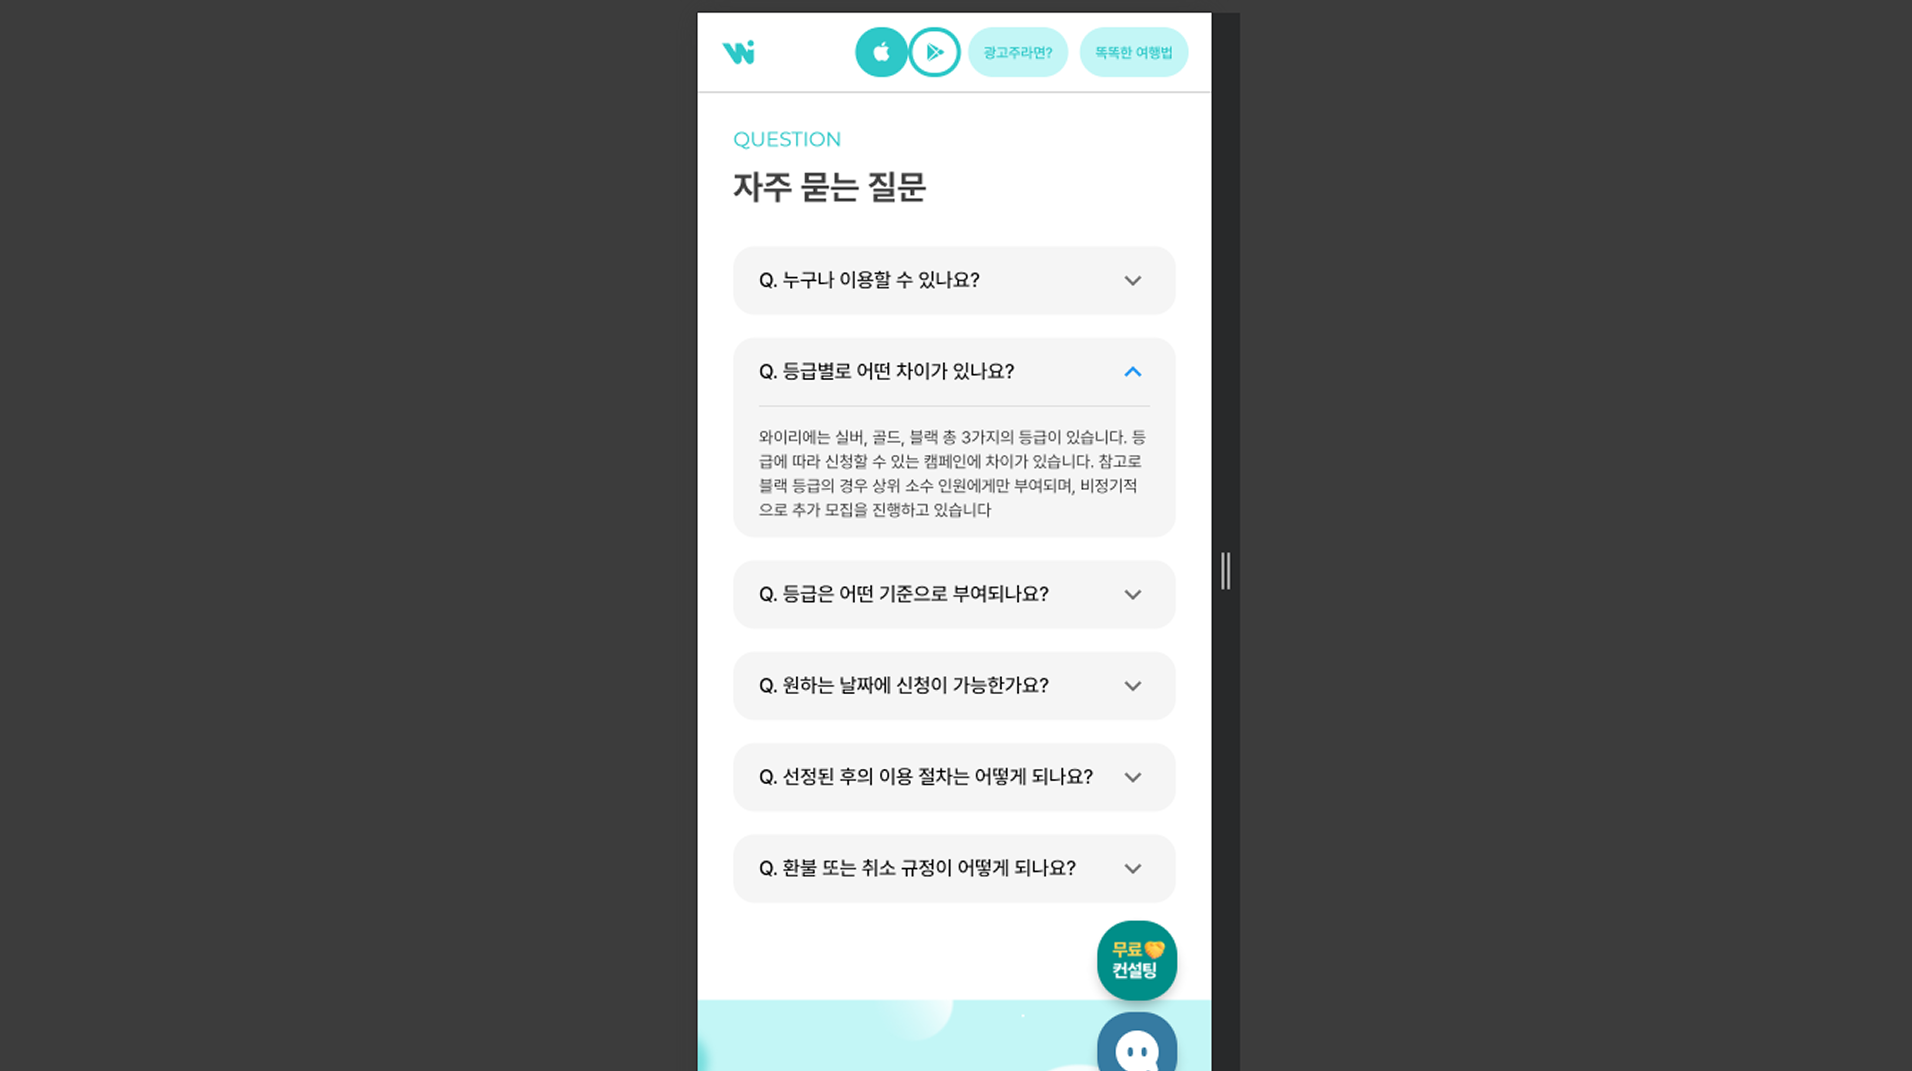 Wi
광고주라면?
똑똑한 여행법
QUESTION
자주 묻는 질문
Q. 누구나 이용할 수 있나요?
Q. 등급별로 어떤 차이가 있나요?
와이리에는 실버, 골드, 블랙 총 3가지의 등급이 있습니다. 등
급에 따라 신청할 수 있는 캠페인에 차이가 있습니다. 참고로
블랙 등급의 경우 상위 소수 인원에게만 부여되며, 비정기적
으로 추가 모집을 진행하고 있습니다
Q. 등급은 어떤 기준으로 부여되나요?
Q. 원하는 날짜에 신청이 가능한가요?
Q. 선정된 후의 이용 절차는 어떻게 되나요?
Q. 환불 또는 취소 규정이 어떻게 되나요?
무료
컨설팅